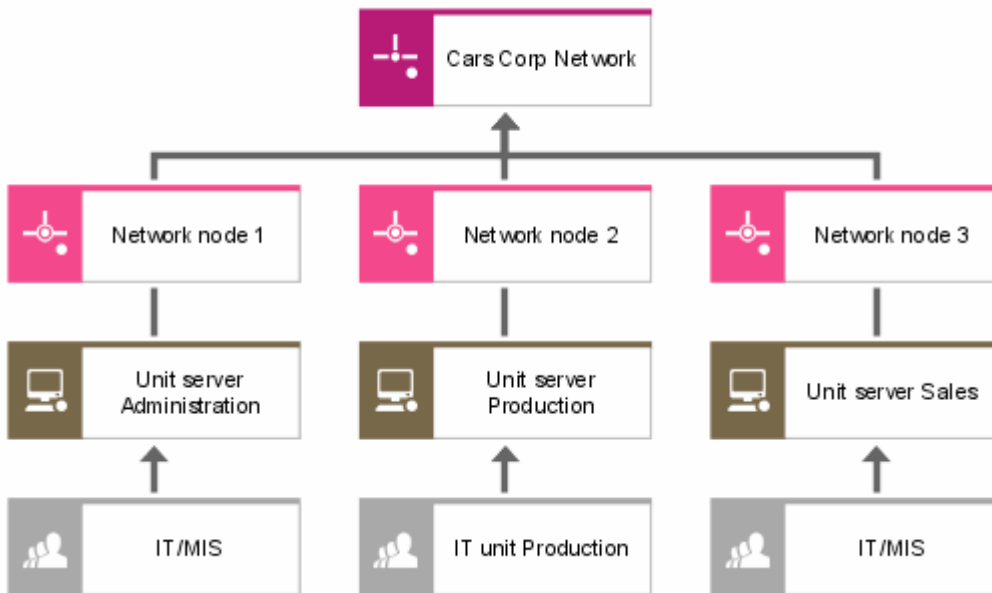 Cars Corp Network
Network node 1
Network node 2
Network node 3
Unit server
Administration
Unit server
Production
Unit server Sales
IT/MIS
IT unit Production
IT/MIS